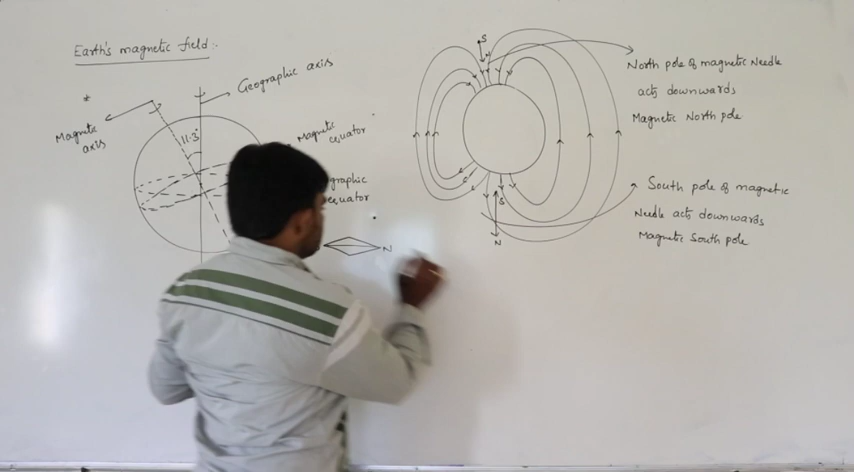 Earth's magnetic field:-
Geographic axis
*
Magnetic
axis
11.3°
Magnetic
equator
graphic
equator
N
S
N
S
N
North pole of magnetic Needle
acts downwards
Magnetic North pole
South pole of magnetic
Needle acts downwards
Magnetic South pole